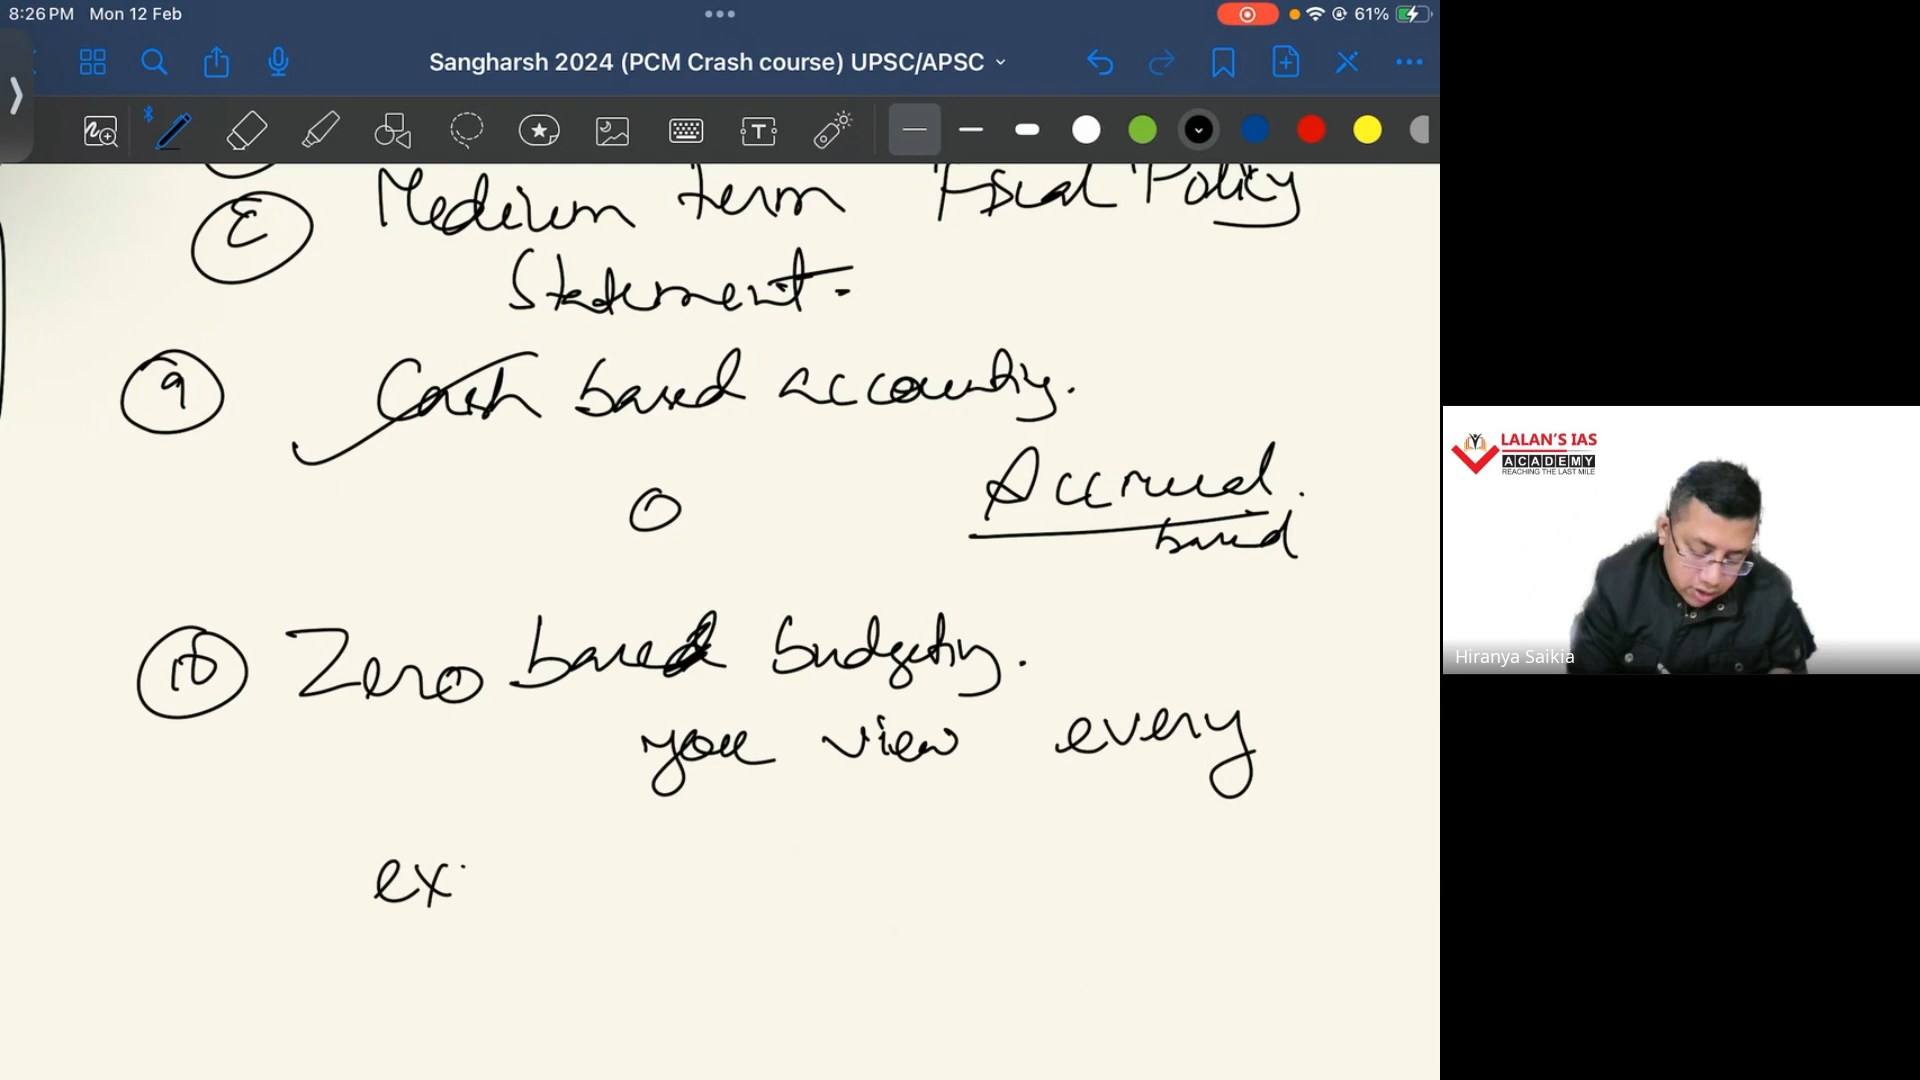 8:26 PM Mon 12 Feb
61%
Sangharsh 2024 (PCM Crash course) UPSC/APSC
T
E Medium term Fiscal Policy
Statement.
9 Cash based accounting.
Accrual.
based
10 Zero based budgeting.
you view every
ex
LALAN'S IAS
ACADEMY
REACHING THE LAST MILE
Hiranya Saikia